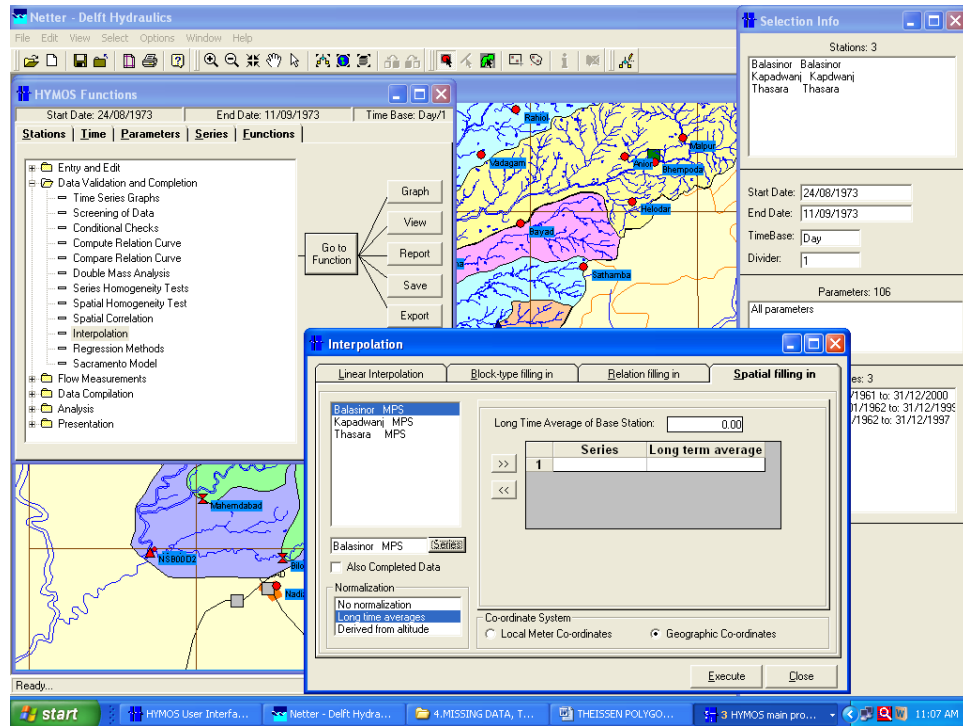 Netter - Delft Hydraulics
File Edit View Select Options Window Help
HYMOS Functions
Start Date: 24/08/1973 End Date: 11/09/1973 Time Base: Day/1
Stations Time Parameters Series Functions
Entry and Edit
Data Validation and Completion
Time Series Graphs
Screening of Data
Conditional Checks
Compute Relation Curve
Compare Relation Curve
Double Mass Analysis
Series Homogeneity Tests
Spatial Homogeneity Test
Spatial Correlation
Interpolation
Regression Methods
Sacramento Model
Flow Measurements
Data Compilation
Analysis
Presentation
Go to Function
Graph
View
Report
Save
Export
Rahiol
Vadagam
Malpur
Anior
Bhempoda
Helodar
Bayad
Sathamba
Mahemdabad
NSB00D2
Ready...
Selection Info
Stations: 3
Balasinor Balasinor
Kapadwanj Kapdwanj
Thasara Thasara
Start Date: 24/08/1973
End Date: 11/09/1973
TimeBase: Day
Divider: 1
Parameters: 106
All parameters
es: 3
/1961 to: 31/12/2000
01/1962 to: 31/12/1999
/1962 to: 31/12/1997
Interpolation
Linear Interpolation Block-type filling in Relation filling in Spatial filling in
Balasinor MPS
Kapadwanj MPS
Thasara MPS
Long Time Average of Base Station: 0.00
Series Long term average
1
>>
<<
Balasinor MPS Series
Also Completed Data
Normalization
No normalization
Long time averages
Derived from altitude
Co-ordinate System
Local Meter Co-ordinates Geographic Co-ordinates
Execute Close
start HYMOS User Interfa... Netter - Delft Hydra... 4.MISSING DATA, T... THEISSEN POLYGO... 3 HYMOS main pro... 11:07 AM